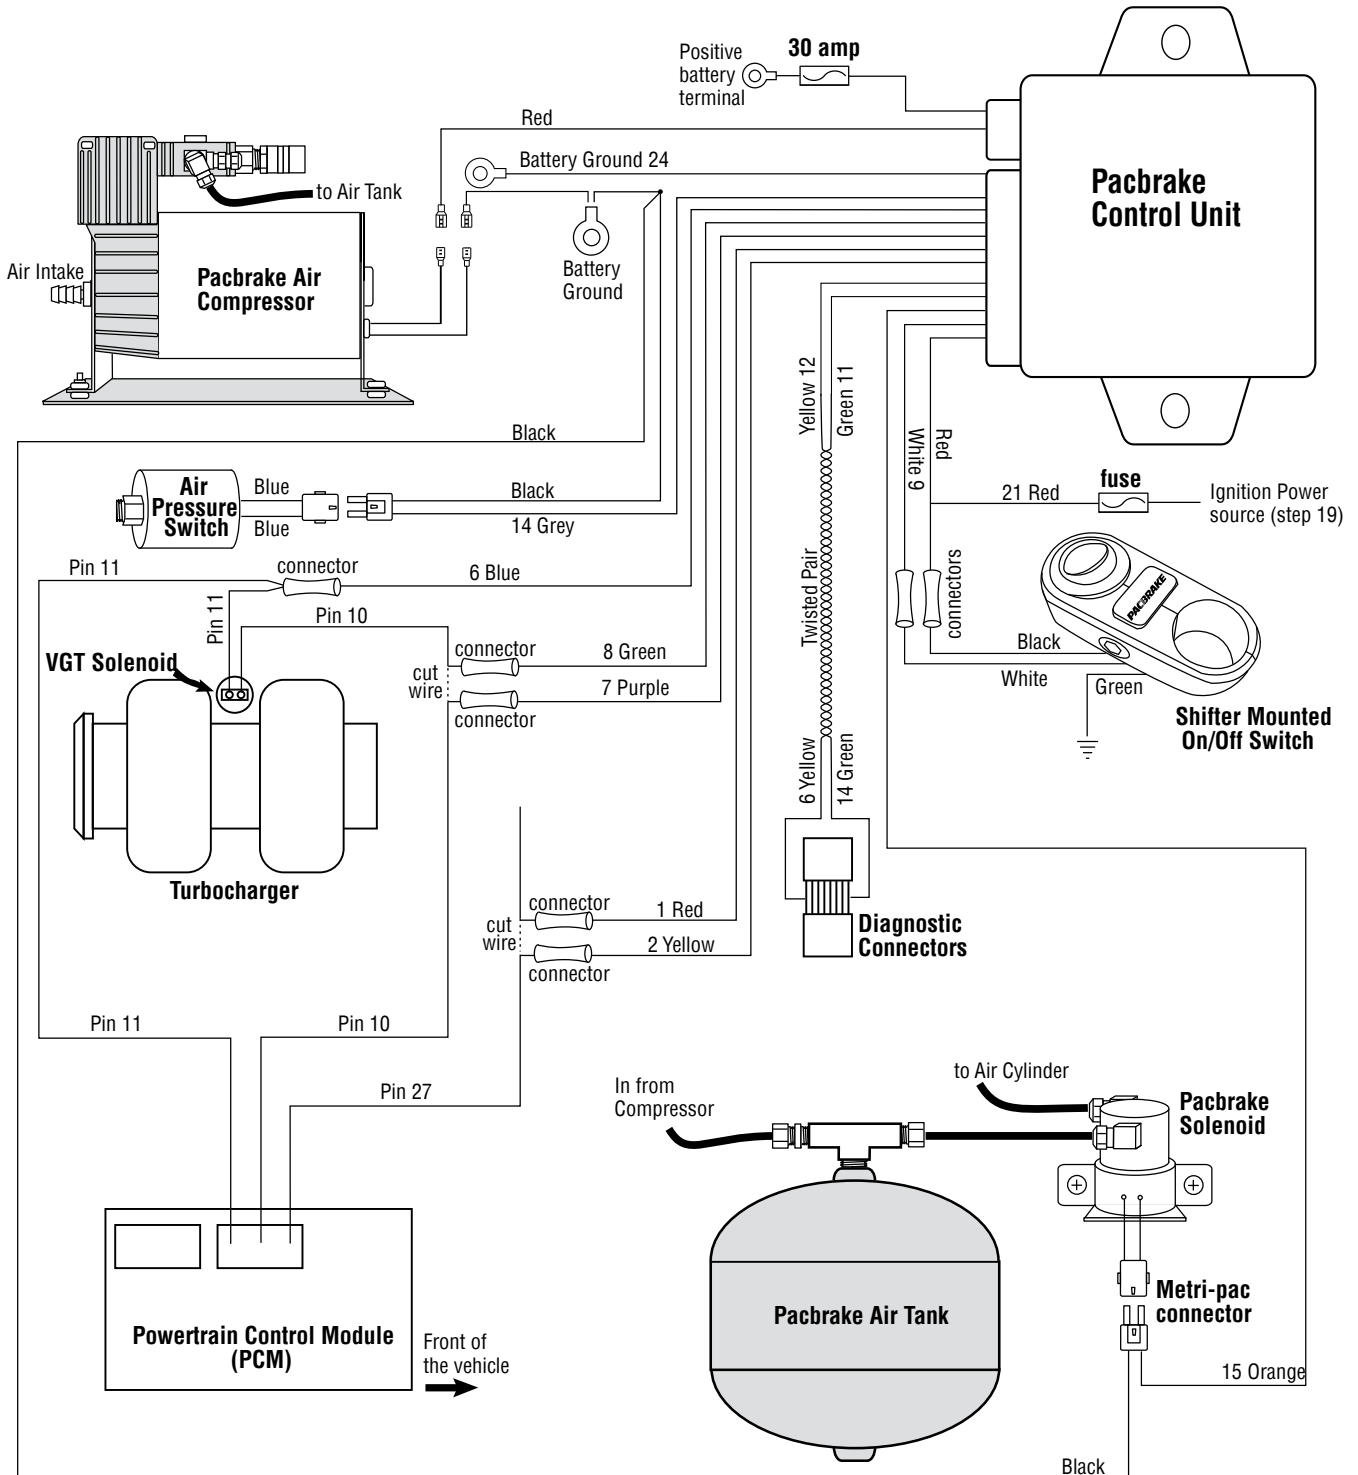 Positive
battery
terminal
30 amp
Red
Battery Ground 24
to Air Tank
Pacbrake
Control Unit
Air Intake
Pacbrake Air
Compressor
Battery
Ground
Yellow 12
Green 11
White 9
Red
Black
Air
Pressure
Switch
Blue
Blue
Black
14 Grey
fuse
21 Red
Ignition Power
source (step 19)
Pin 11
connector
6 Blue
Twisted Pair
connectors
PACBRAKE
Pin 11
Pin 10
VGT Solenoid
connector
8 Green
cut
wire
7 Purple
connector
Black
White
Green
Shifter Mounted
On/Off Switch
6 Yellow
14 Green
Turbocharger
connector
1 Red
cut
wire
2 Yellow
connector
Diagnostic
Connectors
Pin 11
Pin 10
Pin 27
In from
Compressor
to Air Cylinder
Pacbrake
Solenoid
Metri-pac
connector
Pacbrake Air Tank
Powertrain Control Module
(PCM)
Front of
the vehicle
15 Orange
Black